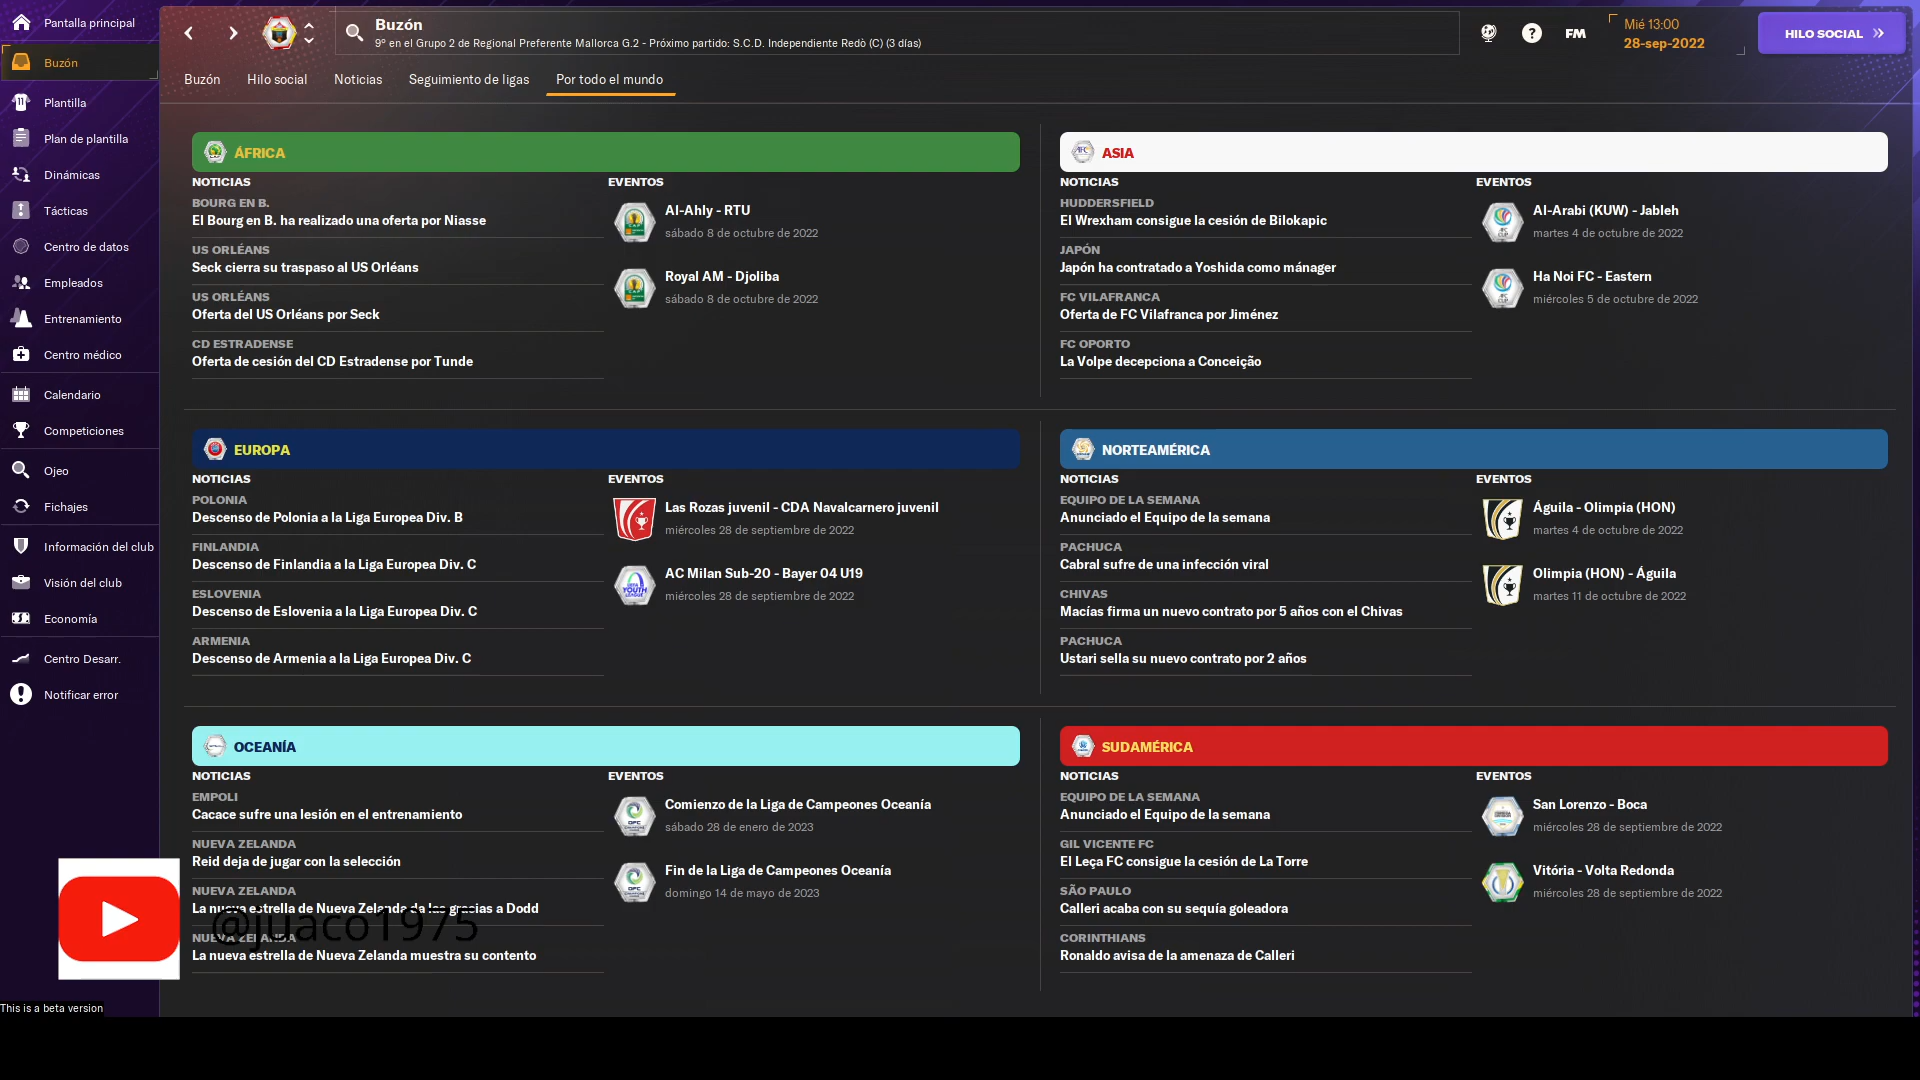 Pantalla principal
Buzón
Plantilla
Plan de plantilla
Dinámicas
Tácticas
Centro de datos
Empleados
Entrenamiento
Centro médico
Calendario
Competiciones
Ojeo
Fichajes
Información del club
Visión del club
Economía
Centro Desarr.
Notificar error
This is a beta version
Buzón
9º en el Grupo 2 de Regional Preferente Mallorca G.2 - Próximo partido: S.C.D. Independiente Redò (C) (3 días)
FM
Mié 13:00
28-sep-2022
HILO SOCIAL
Buzón Hilo social Noticias Seguimiento de ligas Por todo el mundo
ÁFRICA
NOTICIAS
BOURG EN B.
El Bourg en B. ha realizado una oferta por Niasse
US ORLÉANS
Seck cierra su traspaso al US Orléans
US ORLÉANS
Oferta del US Orléans por Seck
CD ESTRADENSE
Oferta de cesión del CD Estradense por Tunde
EVENTOS
Al-Ahly - RTU
sábado 8 de octubre de 2022
Royal AM - Djoliba
sábado 8 de octubre de 2022
ASIA
NOTICIAS
HUDDERSFIELD
El Wrexham consigue la cesión de Bilokapic
JAPÓN
Japón ha contratado a Yoshida como mánager
FC VILAFRANCA
Oferta de FC Vilafranca por Jiménez
FC OPORTO
La Volpe decepciona a Conceição
EVENTOS
Al-Arabi (KUW) - Jableh
martes 4 de octubre de 2022
Ha Noi FC - Eastern
miércoles 5 de octubre de 2022
EUROPA
NOTICIAS
POLONIA
Descenso de Polonia a la Liga Europea Div. B
FINLANDIA
Descenso de Finlandia a la Liga Europea Div. C
ESLOVENIA
Descenso de Eslovenia a la Liga Europea Div. C
ARMENIA
Descenso de Armenia a la Liga Europea Div. C
EVENTOS
Las Rozas juvenil - CDA Navalcarnero juvenil
miércoles 28 de septiembre de 2022
AC Milan Sub-20 - Bayer 04 U19
miércoles 28 de septiembre de 2022
NORTEAMÉRICA
NOTICIAS
EQUIPO DE LA SEMANA
Anunciado el Equipo de la semana
PACHUCA
Cabral sufre de una infección viral
CHIVAS
Macías firma un nuevo contrato por 5 años con el Chivas
PACHUCA
Ustari sella su nuevo contrato por 2 años
EVENTOS
Águila - Olimpia (HON)
martes 4 de octubre de 2022
Olimpia (HON) - Águila
martes 11 de octubre de 2022
OCEANÍA
NOTICIAS
EMPOLI
Cacace sufre una lesión en el entrenamiento
NUEVA ZELANDA
Reid deja de jugar con la selección
NUEVA ZELANDA
La nueva estrella de Nueva Zelanda da las gracias a Dodd
NUEVA ZELANDA
La nueva estrella de Nueva Zelanda muestra su contento
@juaco1975
EVENTOS
Comienzo de la Liga de Campeones Oceanía
sábado 28 de enero de 2023
Fin de la Liga de Campeones Oceanía
domingo 14 de mayo de 2023
SUDAMÉRICA
NOTICIAS
EQUIPO DE LA SEMANA
Anunciado el Equipo de la semana
GIL VICENTE FC
El Leça FC consigue la cesión de La Torre
SÃO PAULO
Calleri acaba con su sequía goleadora
CORINTHIANS
Ronaldo avisa de la amenaza de Calleri
EVENTOS
San Lorenzo - Boca
miércoles 28 de septiembre de 2022
Vitória - Volta Redonda
miércoles 28 de septiembre de 2022